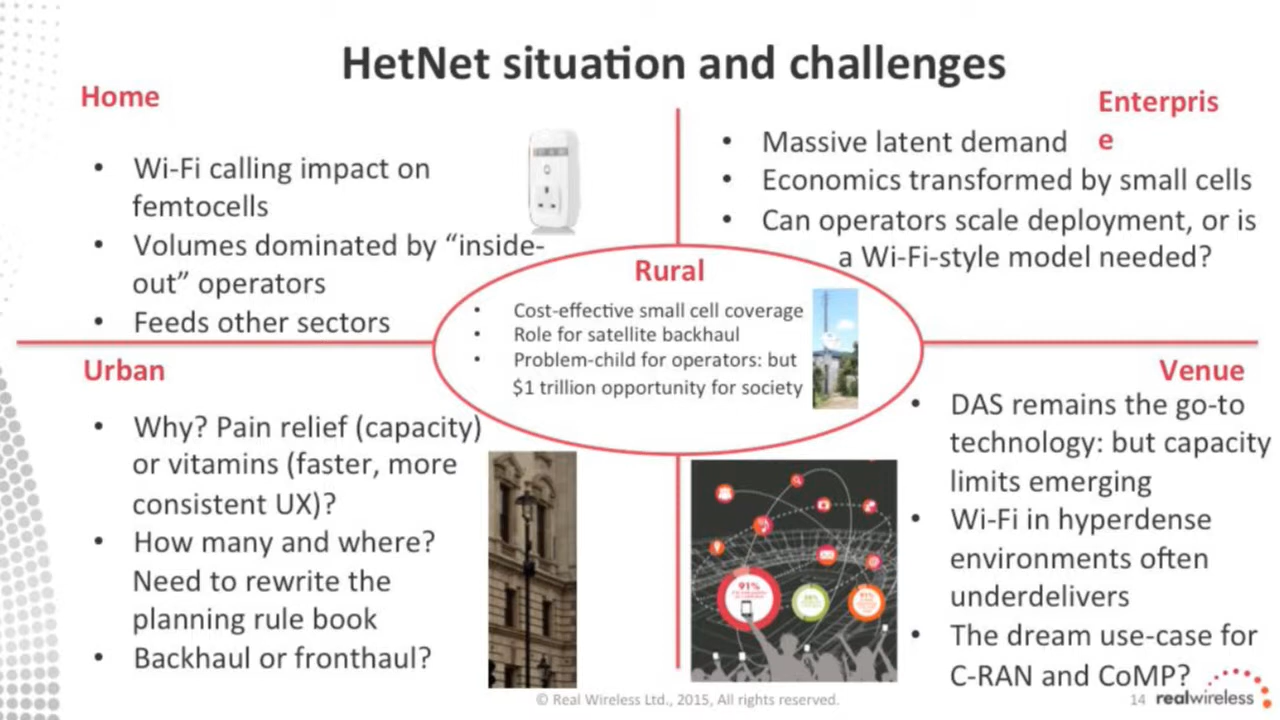 HetNet situation and challenges
Home
• Wi-Fi calling impact on
femtocells
• Volumes dominated by “inside-
out” operators
• Feeds other sectors
Enterpris
e
• Massive latent demand
• Economics transformed by small cells
• Can operators scale deployment, or is
a Wi-Fi-style model needed?
Rural
• Cost-effective small cell coverage
• Role for satellite backhaul
• Problem-child for operators: but
$1 trillion opportunity for society
Urban
• Why? Pain relief (capacity)
or vitamins (faster, more
consistent UX)?
• How many and where?
Need to rewrite the
planning rule book
• Backhaul or fronthaul?
Venue
• DAS remains the go-to
technology: but capacity
limits emerging
• Wi-Fi in hyperdense
environments often
underdelivers
• The dream use-case for
C-RAN and CoMP?
91%
© Real Wireless Ltd., 2015, All rights reserved.
14
realwireless